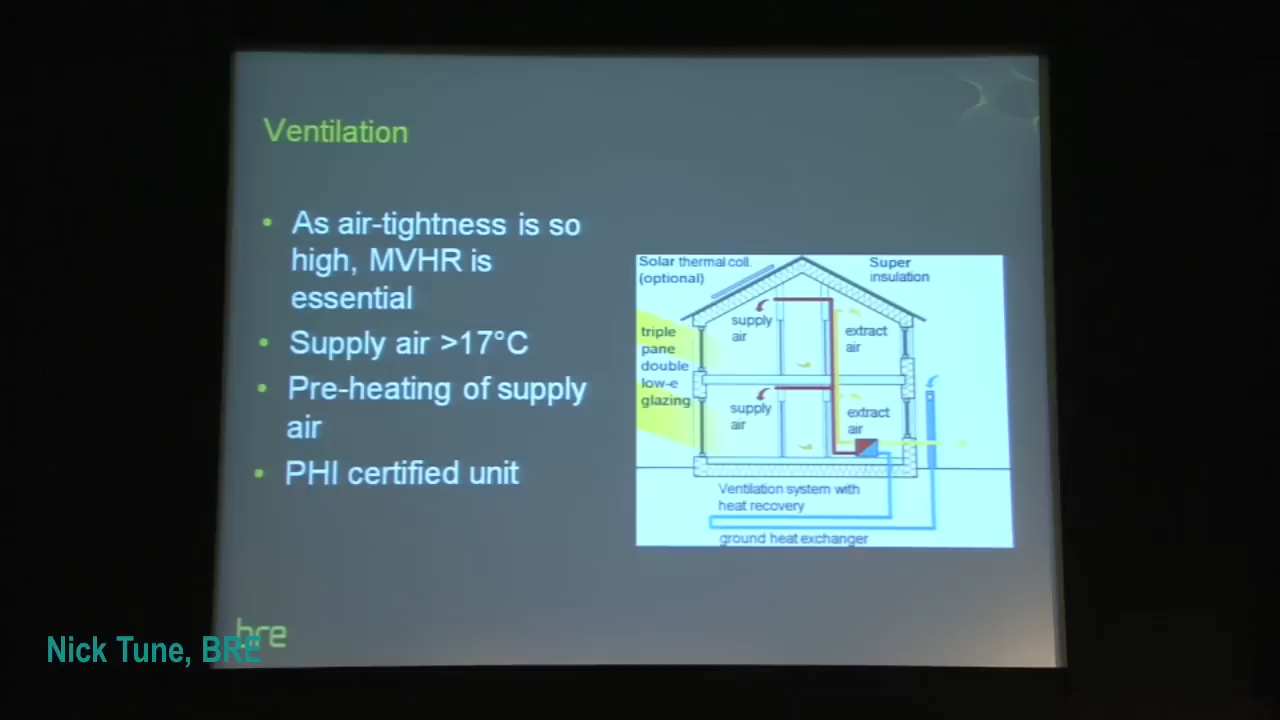 Ventilation
• As air-tightness is so
high, MVHR is
essential
• Supply air >17°C
• Pre-heating of supply
air
• PHI certified unit
Solar thermal coll.
(optional)
Super
insulation
triple
pane
double
low-e
glazing
supply
air
extract
air
supply
air
extract
air
Ventilation system with
heat recovery
ground heat exchanger
bre
Nick Tune, BRE